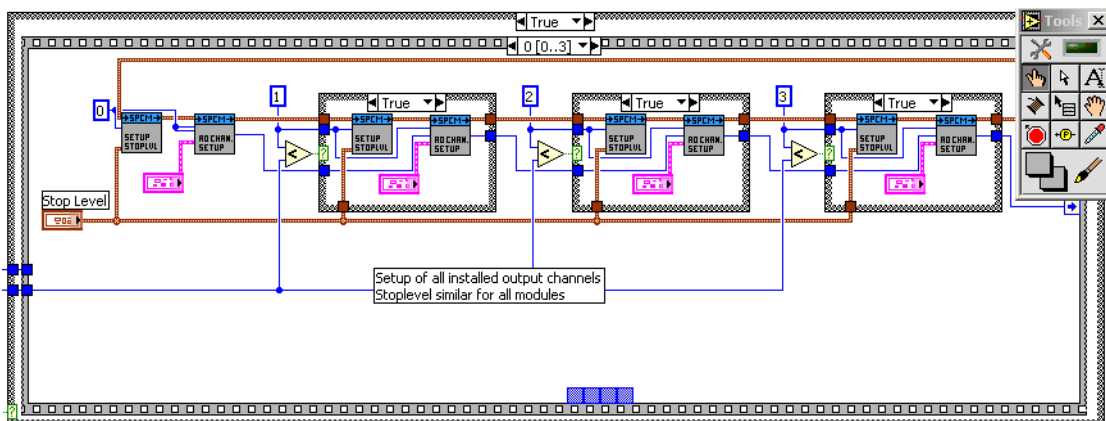 True
Tools
0 [0..3]
True
True
True
1
2
3
0
SPCM
SETUP
STOPLVL
SPCM
AO CHAN.
SETUP
SPCM
SETUP
STOPLVL
SPCM
AO CHAN.
SETUP
SPCM
SETUP
STOPLVL
SPCM
AO CHAN.
SETUP
SPCM
SETUP
STOPLVL
SPCM
AO CHAN.
SETUP
<
?
<
?
<
?
Stop Level
Setup of all installed output channels
Stoplevel similar for all modules
?
A
P